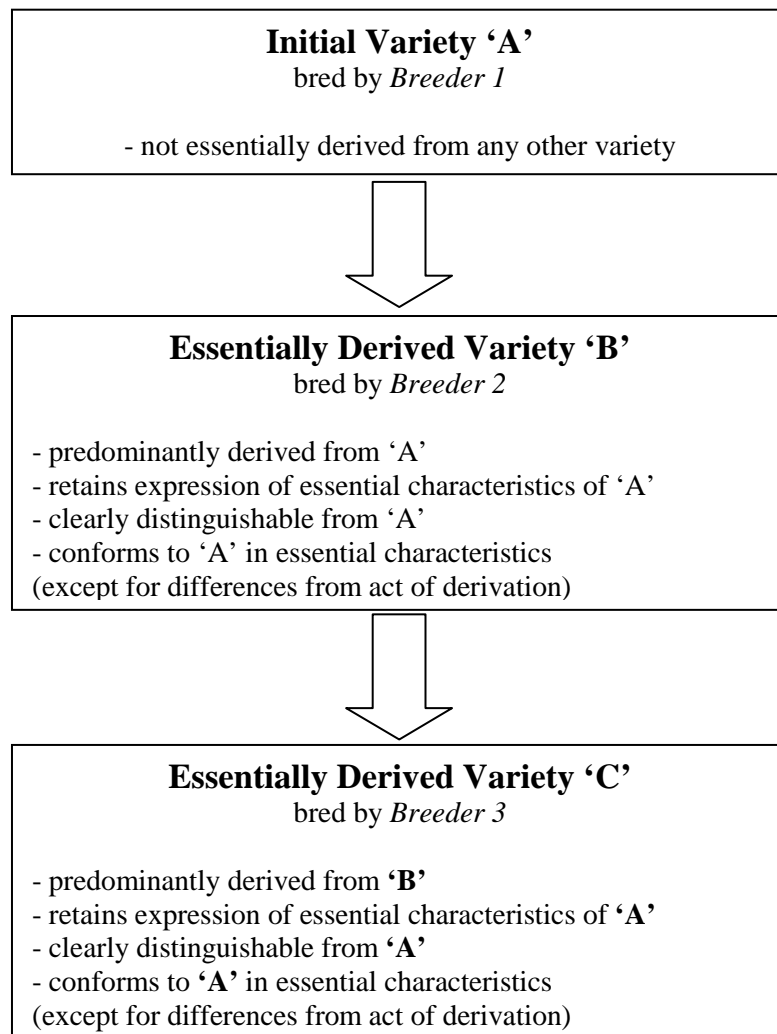 Initial Variety ‘A’
bred by Breeder 1
- not essentially derived from any other variety
Essentially Derived Variety ‘B’
bred by Breeder 2
- predominantly derived from ‘A’
- retains expression of essential characteristics of ‘A’
- clearly distinguishable from ‘A’
- conforms to ‘A’ in essential characteristics
(except for differences from act of derivation)
Essentially Derived Variety ‘C’
bred by Breeder 3
- predominantly derived from ‘B’
- retains expression of essential characteristics of ‘A’
- clearly distinguishable from ‘A’
- conforms to ‘A’ in essential characteristics
(except for differences from act of derivation)